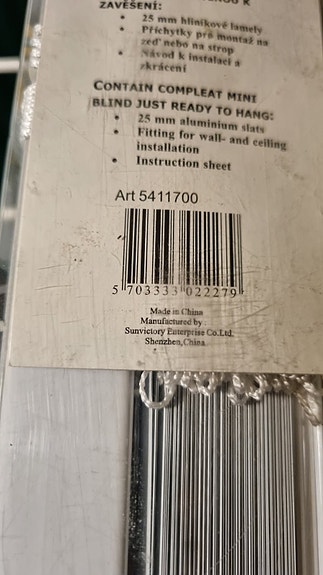 ZAVĚŠENÍ:
• 25 mm hliníkové lamely
• Příchytky pro montaž na
zeď nebo na strop
• Návod k instalaci a
zkrácení
CONTAIN COMPLEAT MINI
BLIND JUST READY TO HANG:
• 25 mm aluminium slats
• Fitting for wall- and ceiling
installation
• Instruction sheet
Art 5411700
5 703333 022279
Made in China
Manufactured by
Sunvictory Enterprise Co.Ltd.
Shenzhen,China